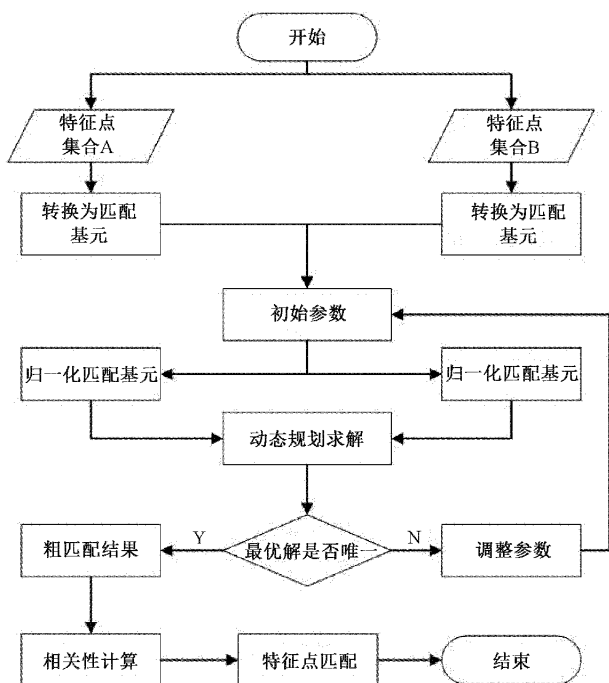 开始
特征点
集合A
特征点
集合B
转换为匹配
基元
转换为匹配
基元
初始参数
归一化匹配基元
归一化匹配基元
动态规划求解
Y
最优解是否唯一
N
粗匹配结果
调整参数
相关性计算
特征点匹配
结束